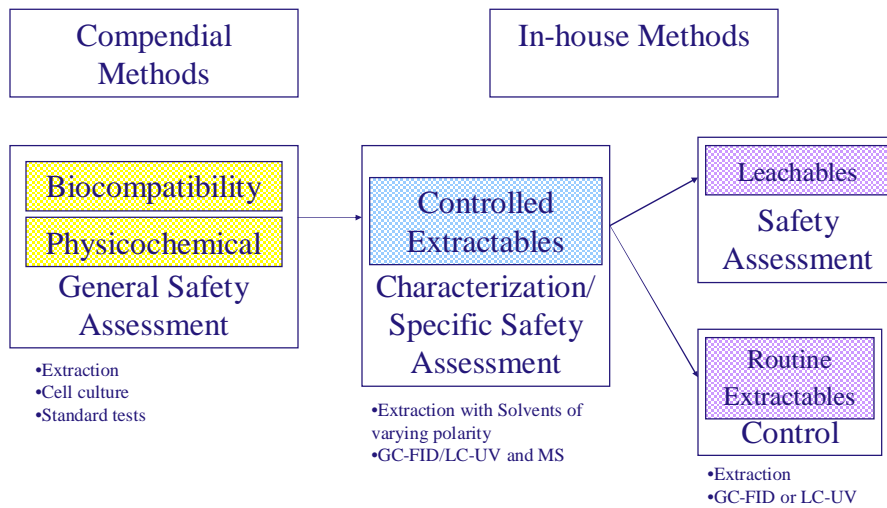 Compendial
Methods
In-house Methods
Biocompatibility
Physicochemical
General Safety
Assessment
•Extraction
•Cell culture
•Standard tests
Controlled
Extractables
Characterization/
Specific Safety
Assessment
•Extraction with Solvents of
varying polarity
•GC-FID/LC-UV and MS
Leachables
Safety
Assessment
Routine
Extractables
Control
•Extraction
•GC-FID or LC-UV